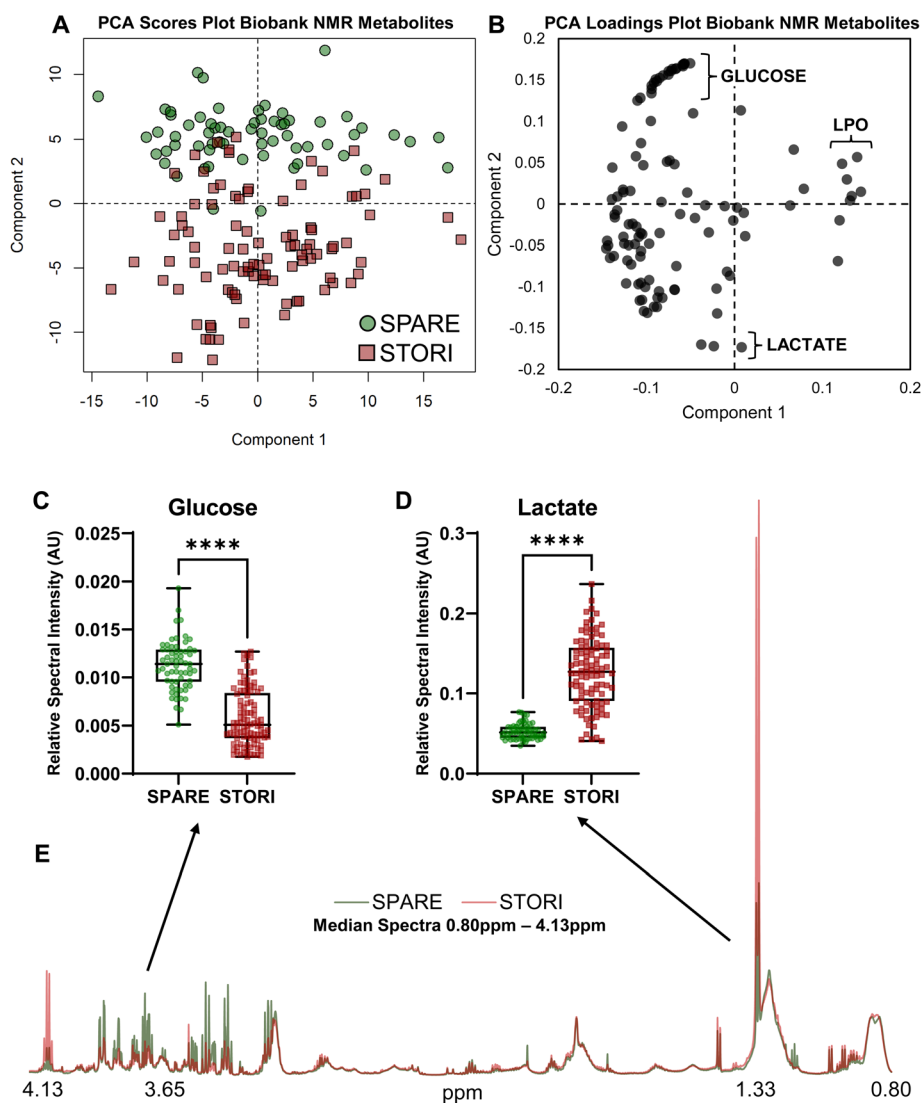 A
PCA Scores Plot Biobank NMR Metabolites
Component 2
10
5
0
-5
-10
SPARE
STORI
-15
-10
-5
0
5
10
15
Component 1
B
PCA Loadings Plot Biobank NMR Metabolites
Component 2
0.2
0.15
0.1
0.05
0
-0.05
-0.1
-0.15
-0.2
GLUCOSE
LPO
LACTATE
-0.2
-0.1
0
0.1
0.2
Component 1
C
Glucose
Relative Spectral Intensity (AU)
0.025
0.020
0.015
0.010
0.005
0.000
****
SPARE
STORI
D
Lactate
Relative Spectral Intensity (AU)
0.3
0.2
0.1
0.0
****
SPARE
STORI
E
SPARE
STORI
Median Spectra 0.80ppm – 4.13ppm
4.13
3.65
ppm
1.33
0.80